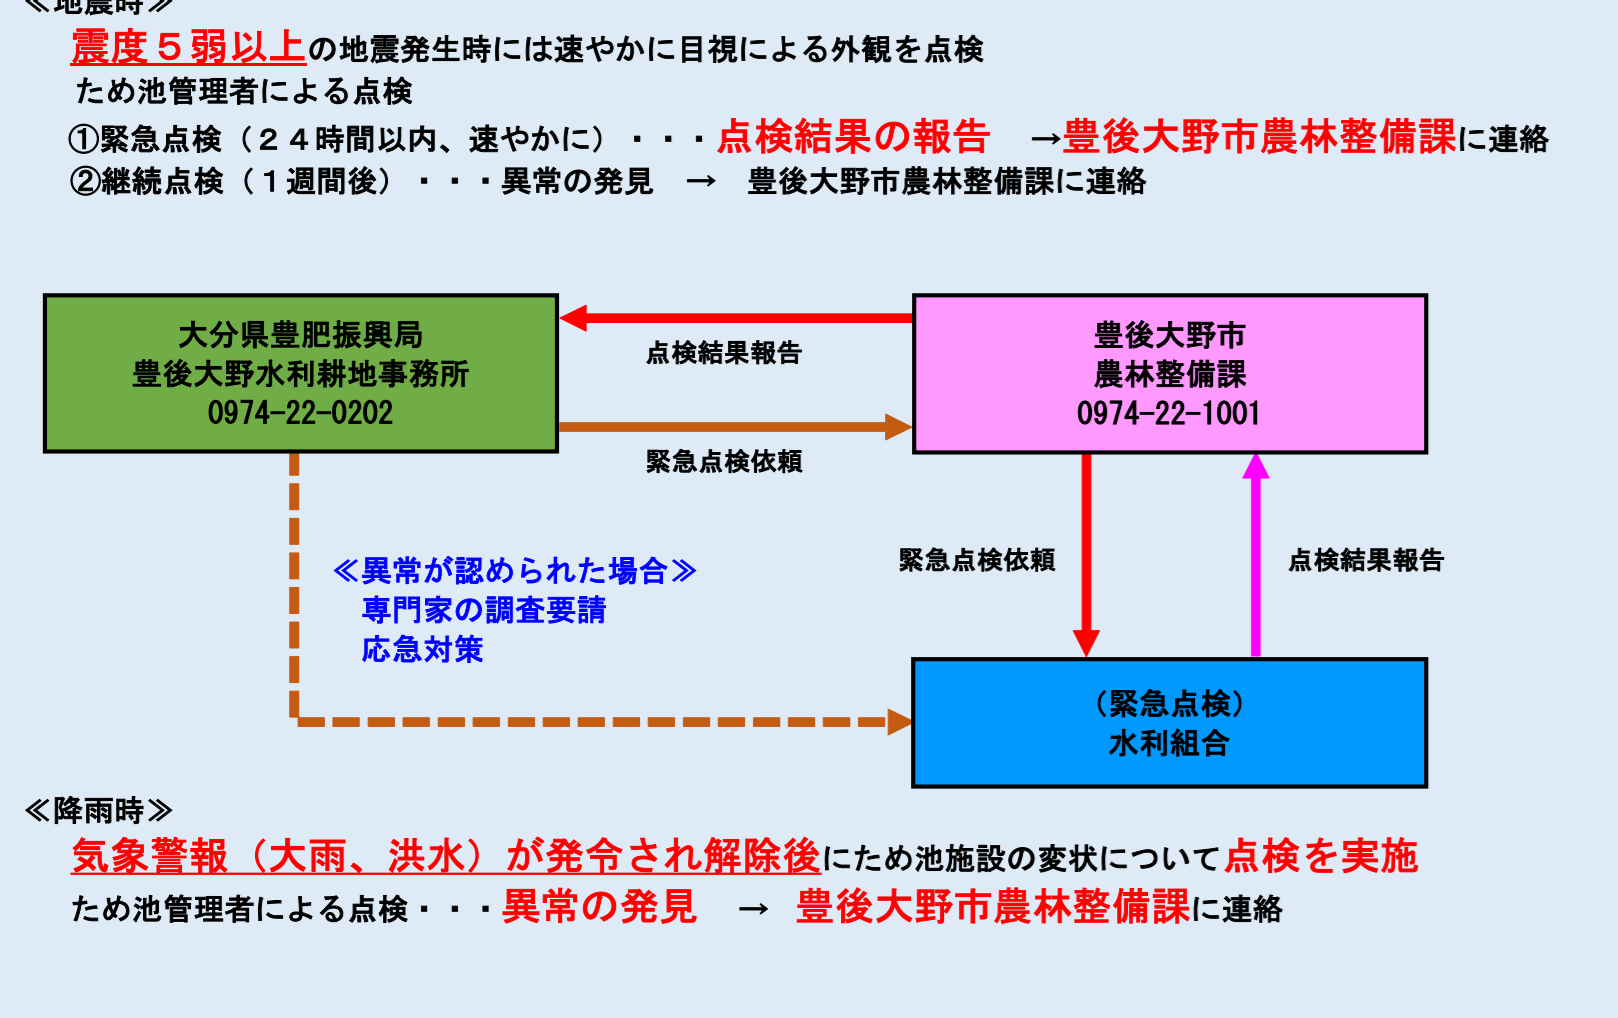 ≪地震時≫
震度５弱以上の地震発生時には速やかに目視による外観を点検
ため池管理者による点検
①緊急点検（２４時間以内、速やかに）・・・点検結果の報告　→豊後大野市農林整備課に連絡
②継続点検（１週間後）・・・異常の発見　→　豊後大野市農林整備課に連絡
大分県豊肥振興局
豊後大野水利耕地事務所
0974-22-0202
点検結果報告
緊急点検依頼
豊後大野市
農林整備課
0974-22-1001
≪異常が認められた場合≫
専門家の調査要請
応急対策
緊急点検依頼
点検結果報告
（緊急点検）
水利組合
≪降雨時≫
気象警報（大雨、洪水）が発令され解除後にため池施設の変状について点検を実施
ため池管理者による点検・・・異常の発見　→　豊後大野市農林整備課に連絡